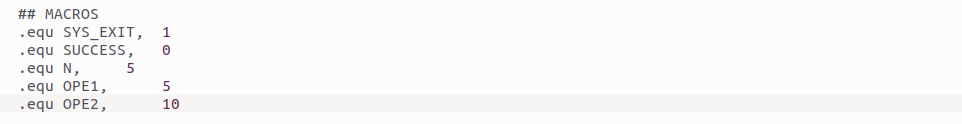 ## MACROS
.equ SYS_EXIT,  1
.equ SUCCESS,   0
.equ N,     5
.equ OPE1,      5
.equ OPE2,      10